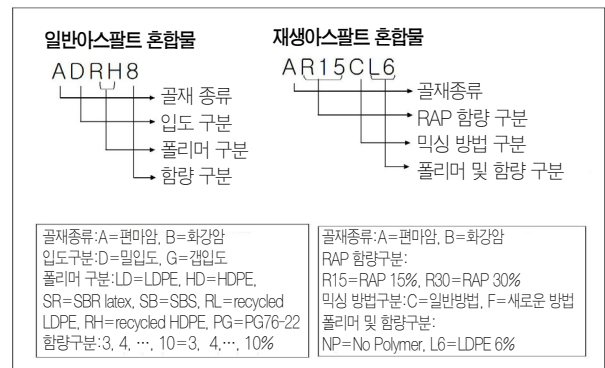 일반아스팔트 혼합물
ADRH8
골재 종류
입도 구분
폴리머 구분
함량 구분
재생아스팔트 혼합물
AR15CL6
골재종류
RAP 함량구분
믹싱 방법 구분
폴리머 및 함량 구분
골재종류:A=편마암, B=화강암
입도구분:D=밀입도, G=갭입도
폴리머 구분:LD=LDPE, HD=HDPE,
SR=SBR latex, SB=SBS, RL=recycled
LDPE, RH=recycled HDPE, PG=PG76-22
함량구분:3, 4, …, 10=3, 4,…, 10%
골재종류:A=편마암, B=화강암
RAP 함량구분:
R15=RAP 15%, R30=RAP 30%
믹싱 방법구분:C=일반방법, F=새로운 방법
폴리머 및 함량구분:
NP=No Polymer, L6=LDPE 6%